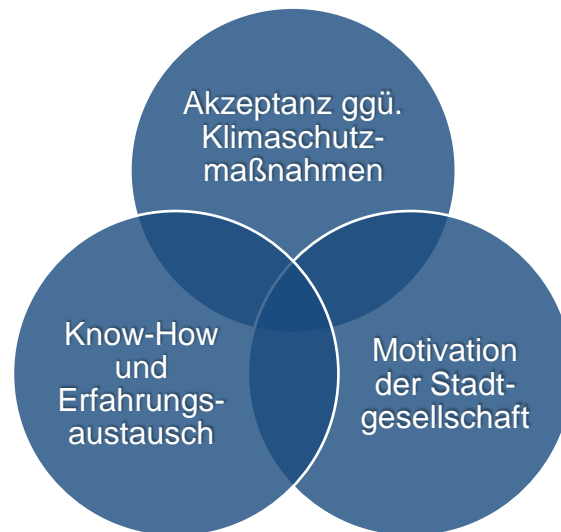 Akzeptanz ggü.
Klimaschutz-
maßnahmen
Know-How
und
Erfahrungs-
austausch
Motivation
der Stadt-
gesellschaft